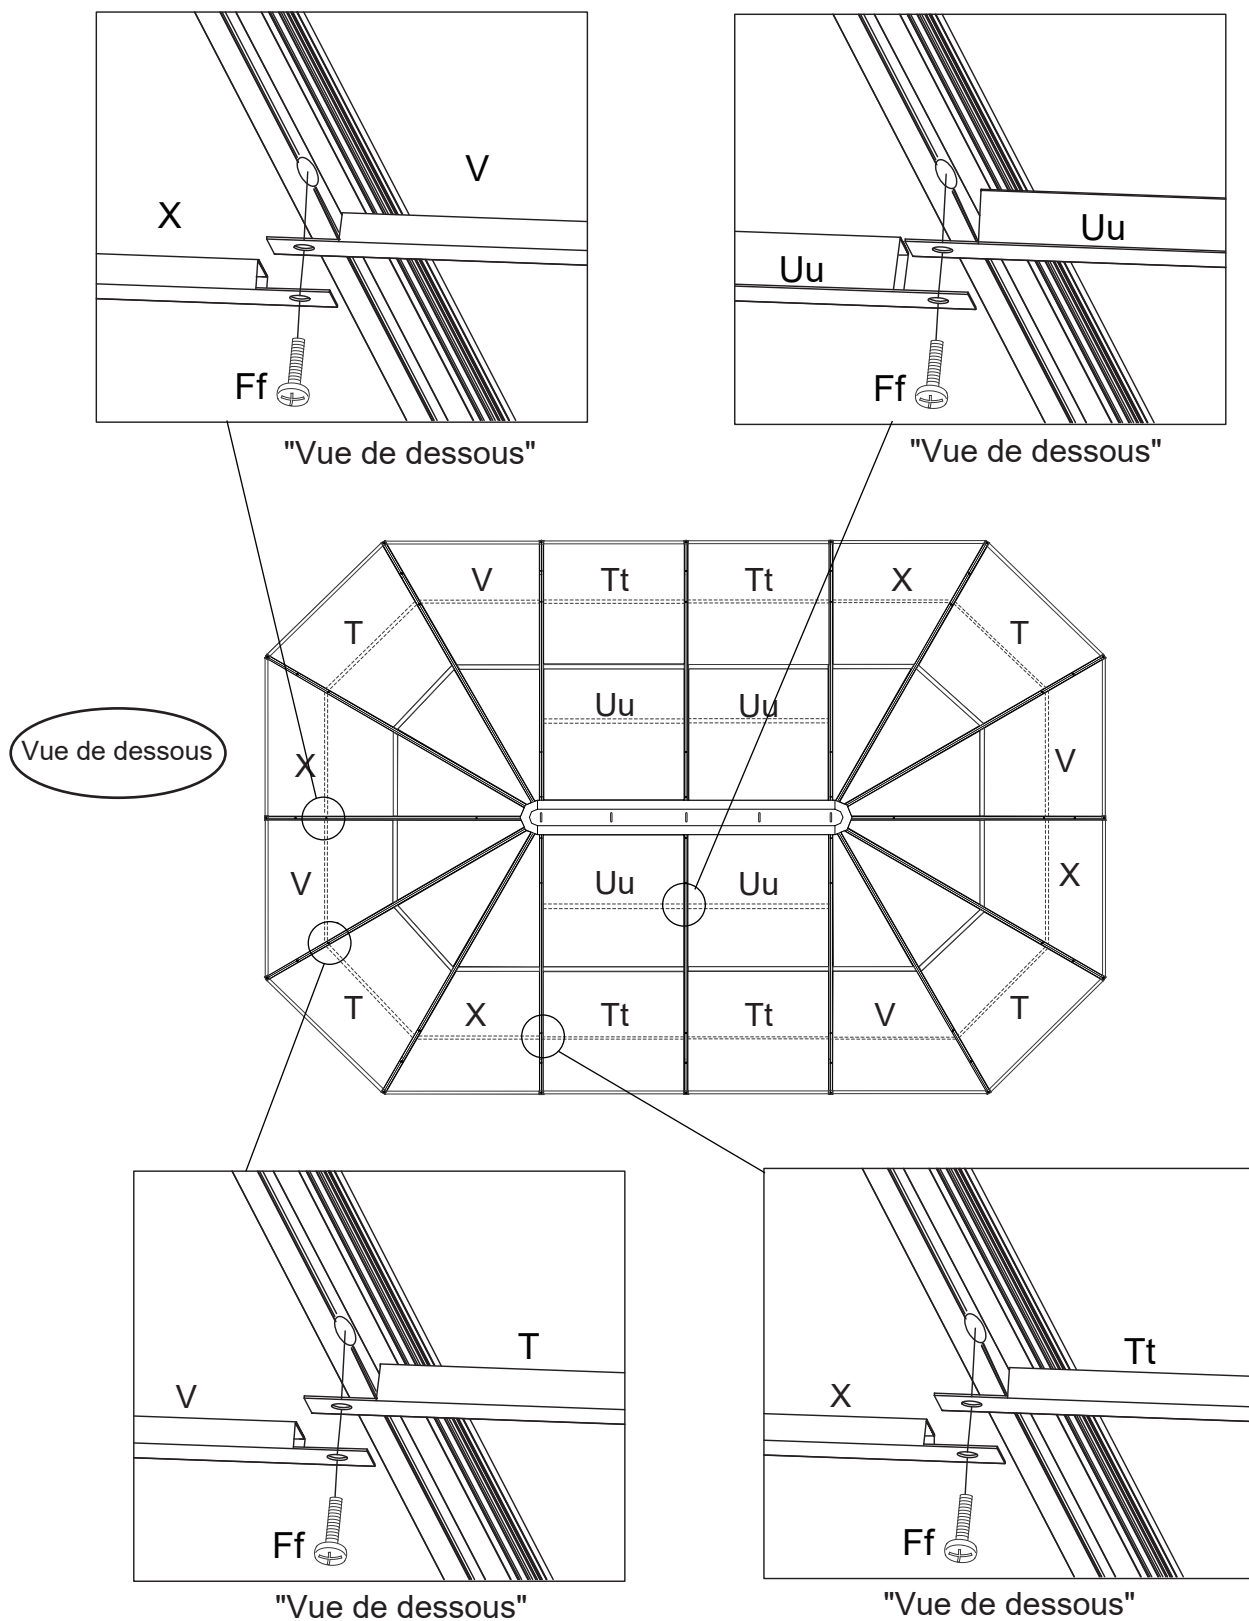 V
X
Ff
"Vue de dessous"
Uu
Uu
Ff
"Vue de dessous"
V Tt Tt X
T T
Uu Uu
Vue de dessous
X V
V Uu Uu X
T X Tt Tt V T
T
V
Ff
"Vue de dessous"
Tt
X
Ff
"Vue de dessous"